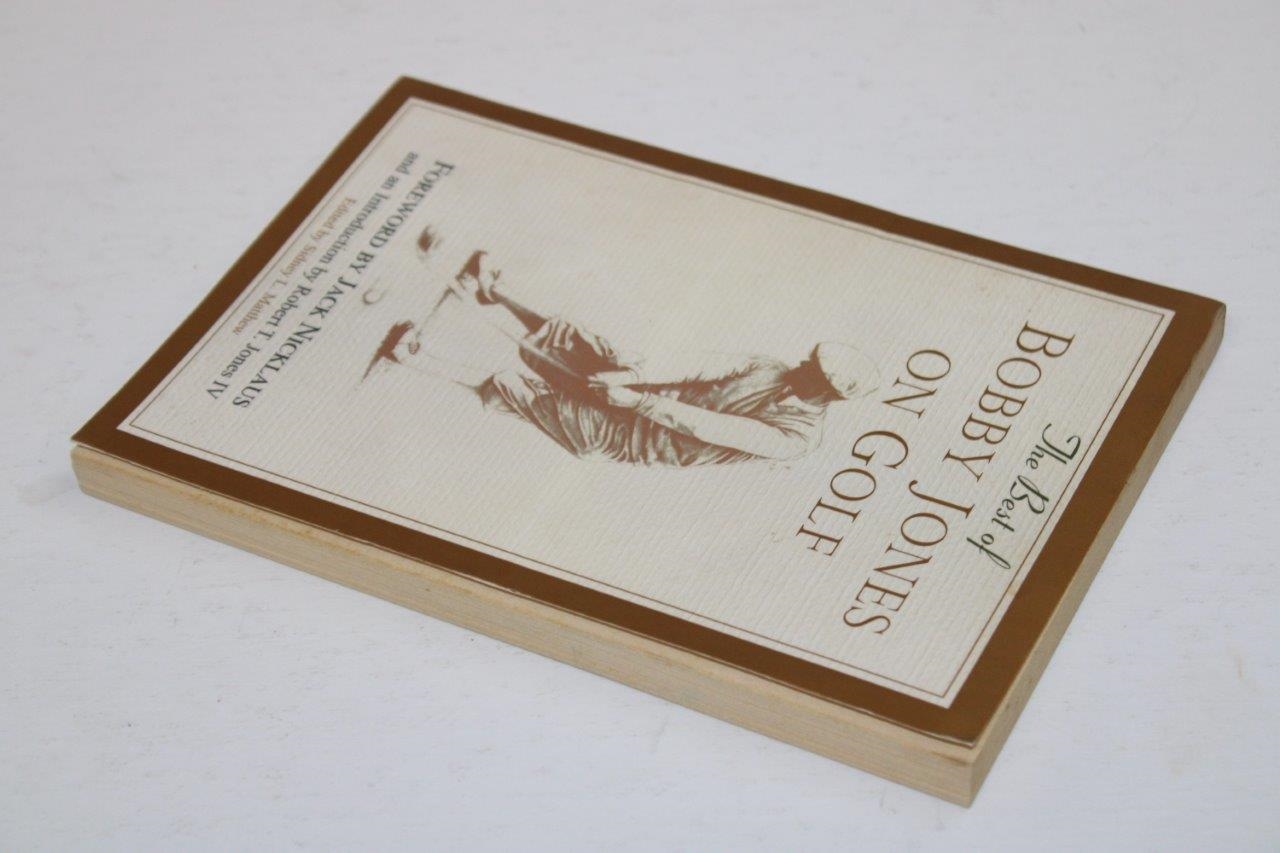 The Best of
BOBBY JONES
ON GOLF
FOREWORD BY JACK NICKLAUS
and an Introduction by Robert T. Jones IV
Edited by Sidney L. Matthew